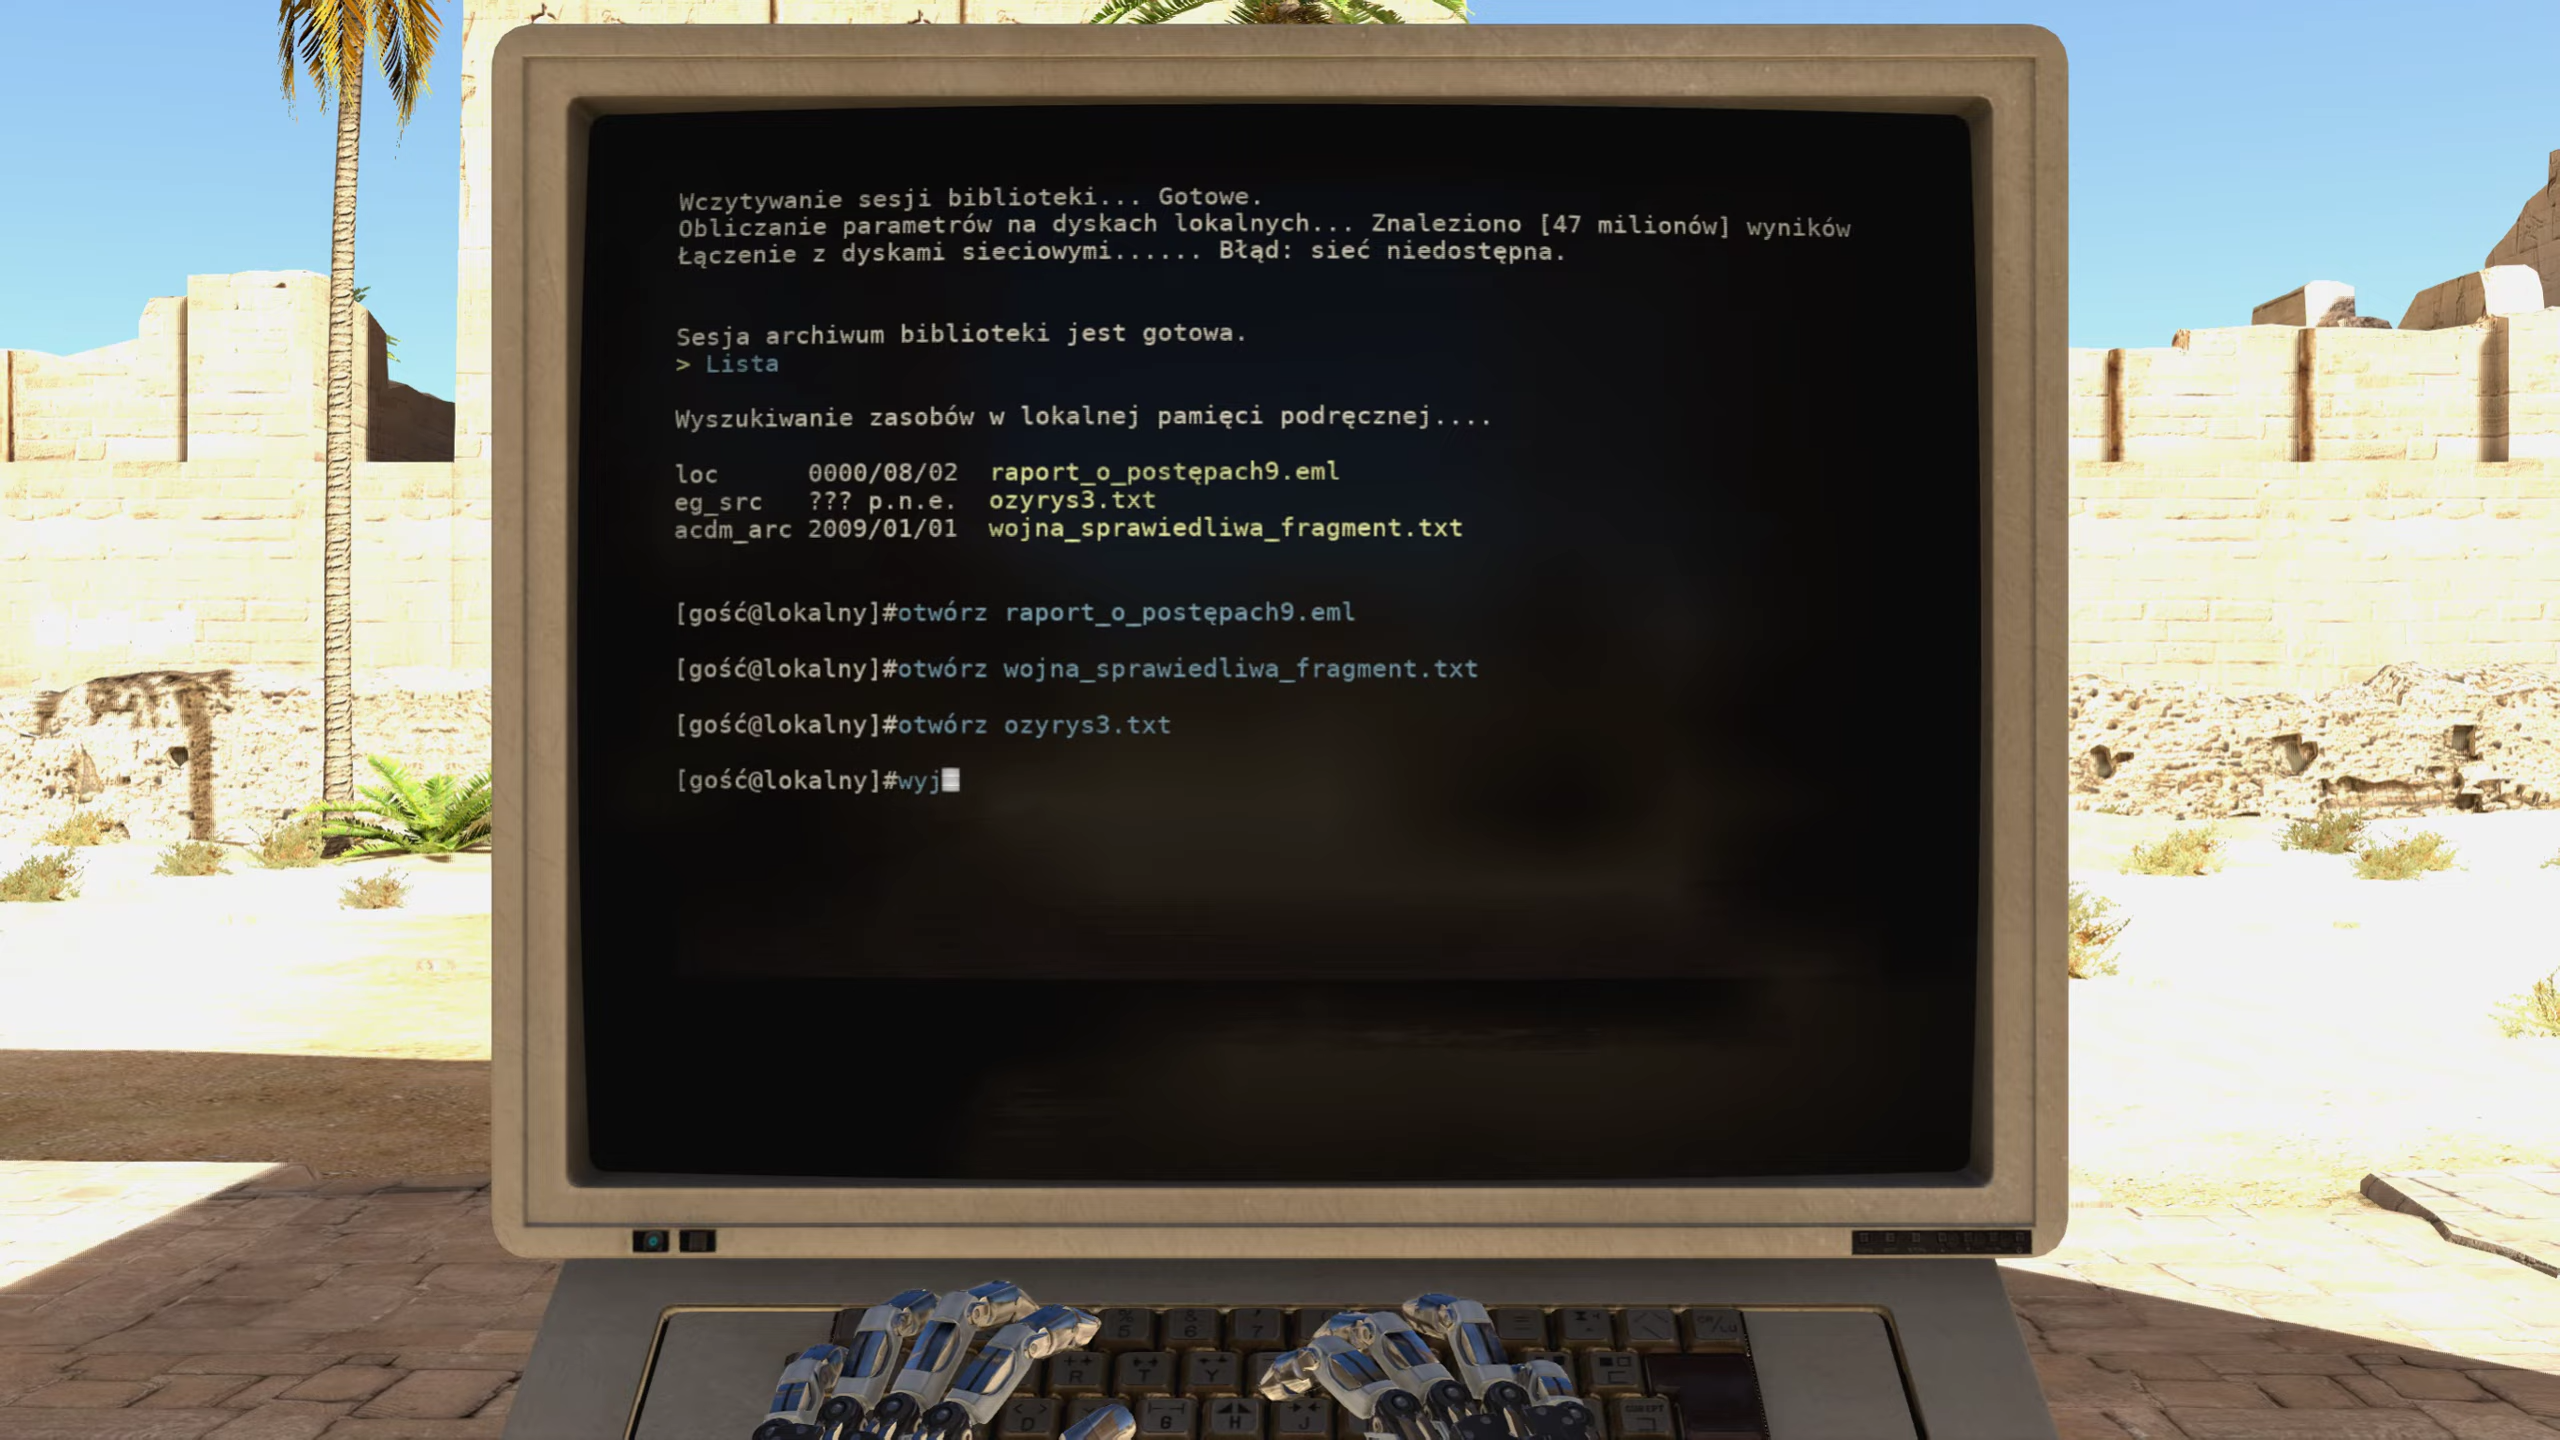 Wczytywanie sesji biblioteki... Gotowe.
Obliczanie parametrów na dyskach lokalnych... Znaleziono [47 milionów] wyników
Łączenie z dyskami sieciowymi...... Błąd: sieć niedostępna.
Sesja archiwum biblioteki jest gotowa.
> Lista
Wyszukiwanie zasobów w lokalnej pamięci podręcznej....
loc 0000/08/02 raport_o_postępach9.eml
eg_src ??? p.n.e. ozyrys3.txt
acdm_arc 2009/01/01 wojna_sprawiedliwa_fragment.txt
[gość@lokalny]#otwórz raport_o_postępach9.eml
[gość@lokalny]#otwórz wojna_sprawiedliwa_fragment.txt
[gość@lokalny]#otwórz ozyrys3.txt
[gość@lokalny]#wyj
% 5 & 6 ' 7 =
R T Y
D G H J